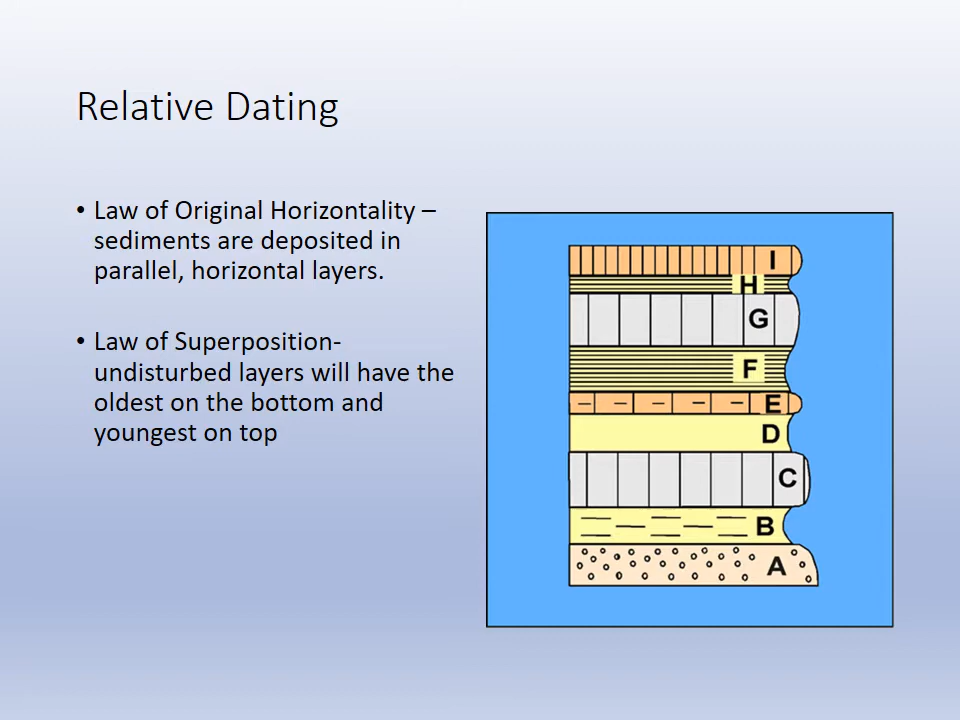 Relative Dating
• Law of Original Horizontality –
sediments are deposited in
parallel, horizontal layers.
• Law of Superposition-
undisturbed layers will have the
oldest on the bottom and
youngest on top
I
H
G
F
E
D
C
B
A